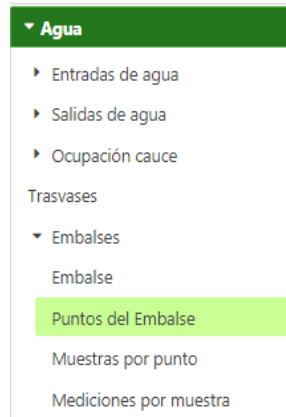 Agua
Entradas de agua
Salidas de agua
Ocupación cauce
Trasvases
Embalses
Embalse
Puntos del Embalse
Muestras por punto
Mediciones por muestra